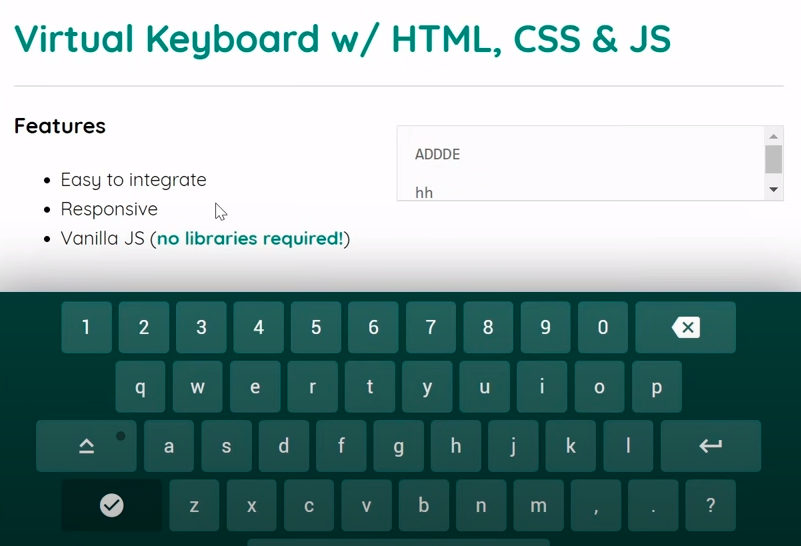 Virtual Keyboard w/ HTML, CSS & JS
Features
Easy to integrate
Responsive
Vanilla JS (no libraries required!)
ADDDE
hh
1 2 3 4 5 6 7 8 9 0
q w e r t y u i o p
a s d f g h j k l
z x c v b n m , . ?